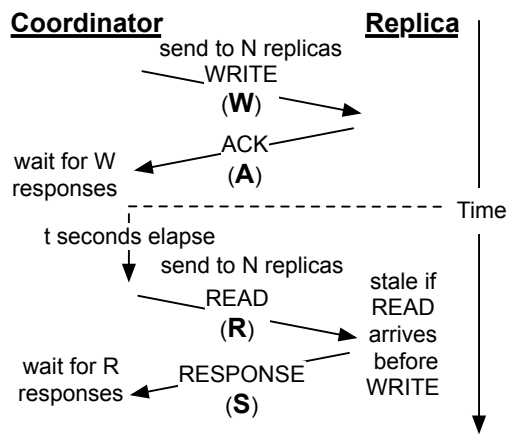 Coordinator
Replica
send to N replicas
WRITE
(W)
ACK
(A)
wait for W
responses
Time
t seconds elapse
send to N replicas
READ
(R)
stale if
READ
arrives
before
WRITE
wait for R
responses
RESPONSE
(S)